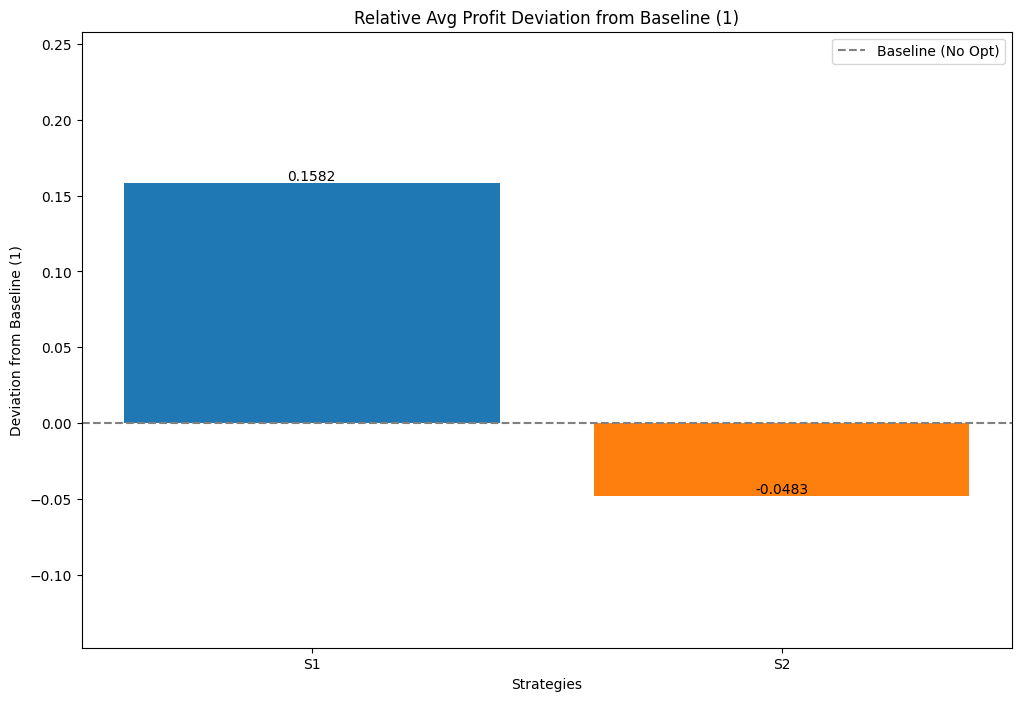 Relative Avg Profit Deviation from Baseline (1)
Baseline (No Opt)
Deviation from Baseline (1)
0.25
0.20
0.15
0.10
0.05
0.00
−0.05
−0.10
0.1582
-0.0483
S1
S2
Strategies